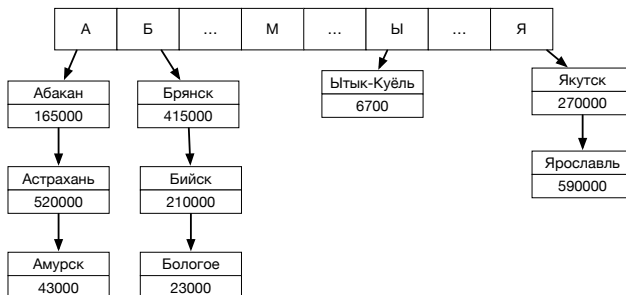 А Б ... М ... Ы ... Я
Абакан
165000
Брянск
415000
Ытык-Куёль
6700
Якутск
270000
Астрахань
520000
Бийск
210000
Ярославль
590000
Амурск
43000
Бологое
23000